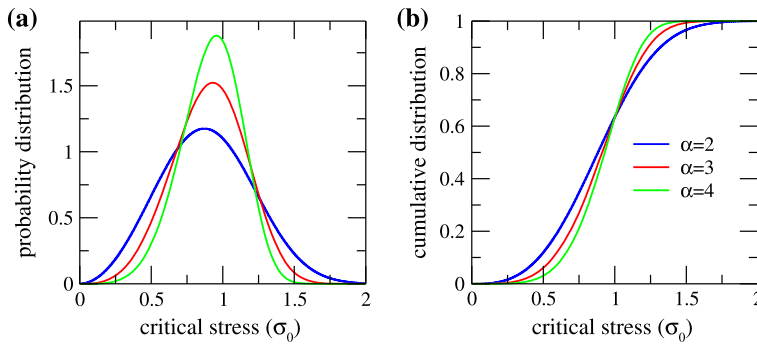 (a)
probability distribution
1.5
1
0.5
0
0 0.5 1 1.5 2
critical stress (σ0)
(b)
cumulative distribution
1
0.8
0.6
0.4
0.2
0
α=2
α=3
α=4
0 0.5 1 1.5 2
critical stress (σ0)